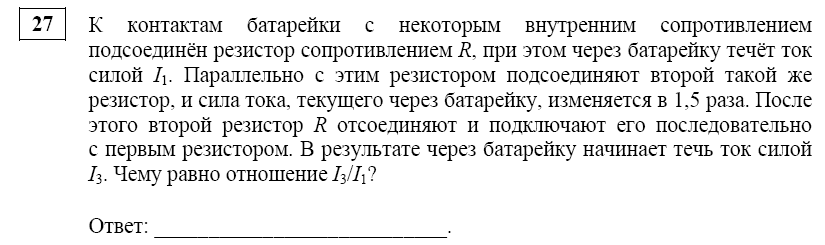 27 К контактам батарейки с некоторым внутренним сопротивлением
подсоединён резистор сопротивлением R, при этом через батарейку течёт ток
силой I₁. Параллельно с этим резистором подсоединяют второй такой же
резистор, и сила тока, текущего через батарейку, изменяется в 1,5 раза. После
этого второй резистор R отсоединяют и подключают его последовательно
с первым резистором. В результате через батарейку начинает течь ток силой
I₃. Чему равно отношение I₃/I₁?
Ответ: ___________________________.